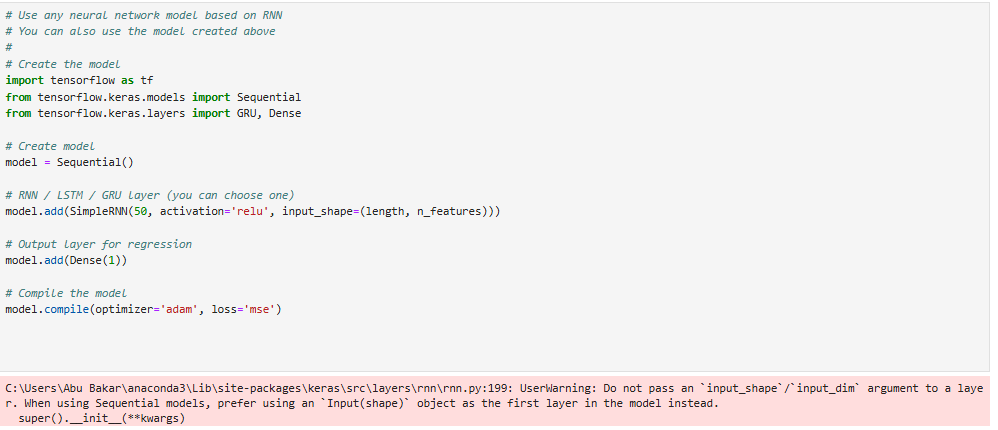 # Use any neural network model based on RNN
# You can also use the model created above
#
# Create the model
import tensorflow as tf
from tensorflow.keras.models import Sequential
from tensorflow.keras.layers import GRU, Dense
# Create model
model = Sequential()
# RNN / LSTM / GRU layer (you can choose one)
model.add(SimpleRNN(50, activation='relu', input_shape=(length, n_features)))
# Output layer for regression
model.add(Dense(1))
# Compile the model
model.compile(optimizer='adam', loss='mse')
C:\Users\Abu Bakar\anaconda3\Lib\site-packages\keras\src\layers\rnn\rnn.py:199: UserWarning: Do not pass an `input_shape`/`input_dim` argument to a laye
r. When using Sequential models, prefer using an `Input(shape)` object as the first layer in the model instead.
  super().__init__(**kwargs)